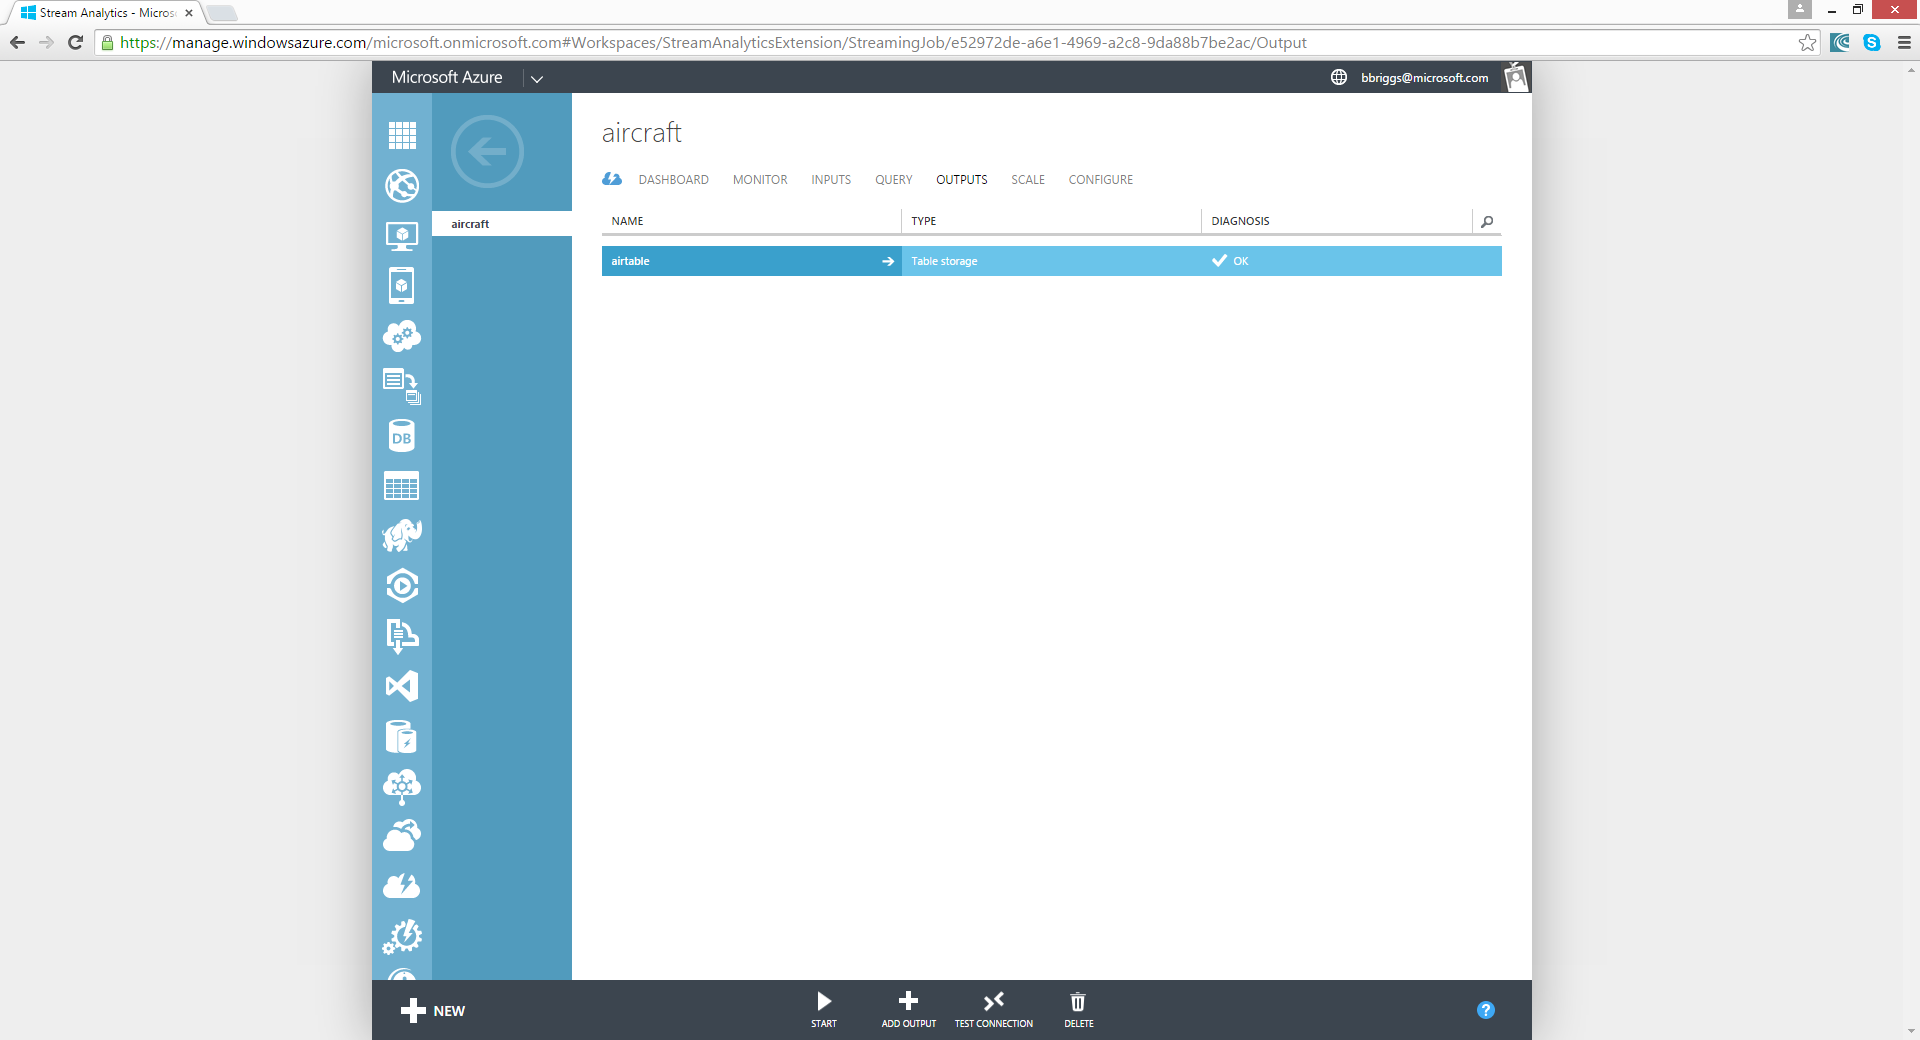 Stream Analytics - Micros
https://manage.windowsazure.com/microsoft.onmicrosoft.com#Workspaces/StreamAnalyticsExtension/StreamingJob/e52972de-a6e1-4969-a2c8-9da88b7be2ac/Output
Microsoft Azure
bbriggs@microsoft.com
aircraft
aircraft
DASHBOARD MONITOR INPUTS QUERY OUTPUTS SCALE CONFIGURE
NAME TYPE DIAGNOSIS
airtable Table storage OK
DB
NEW
START ADD OUTPUT TEST CONNECTION DELETE
?